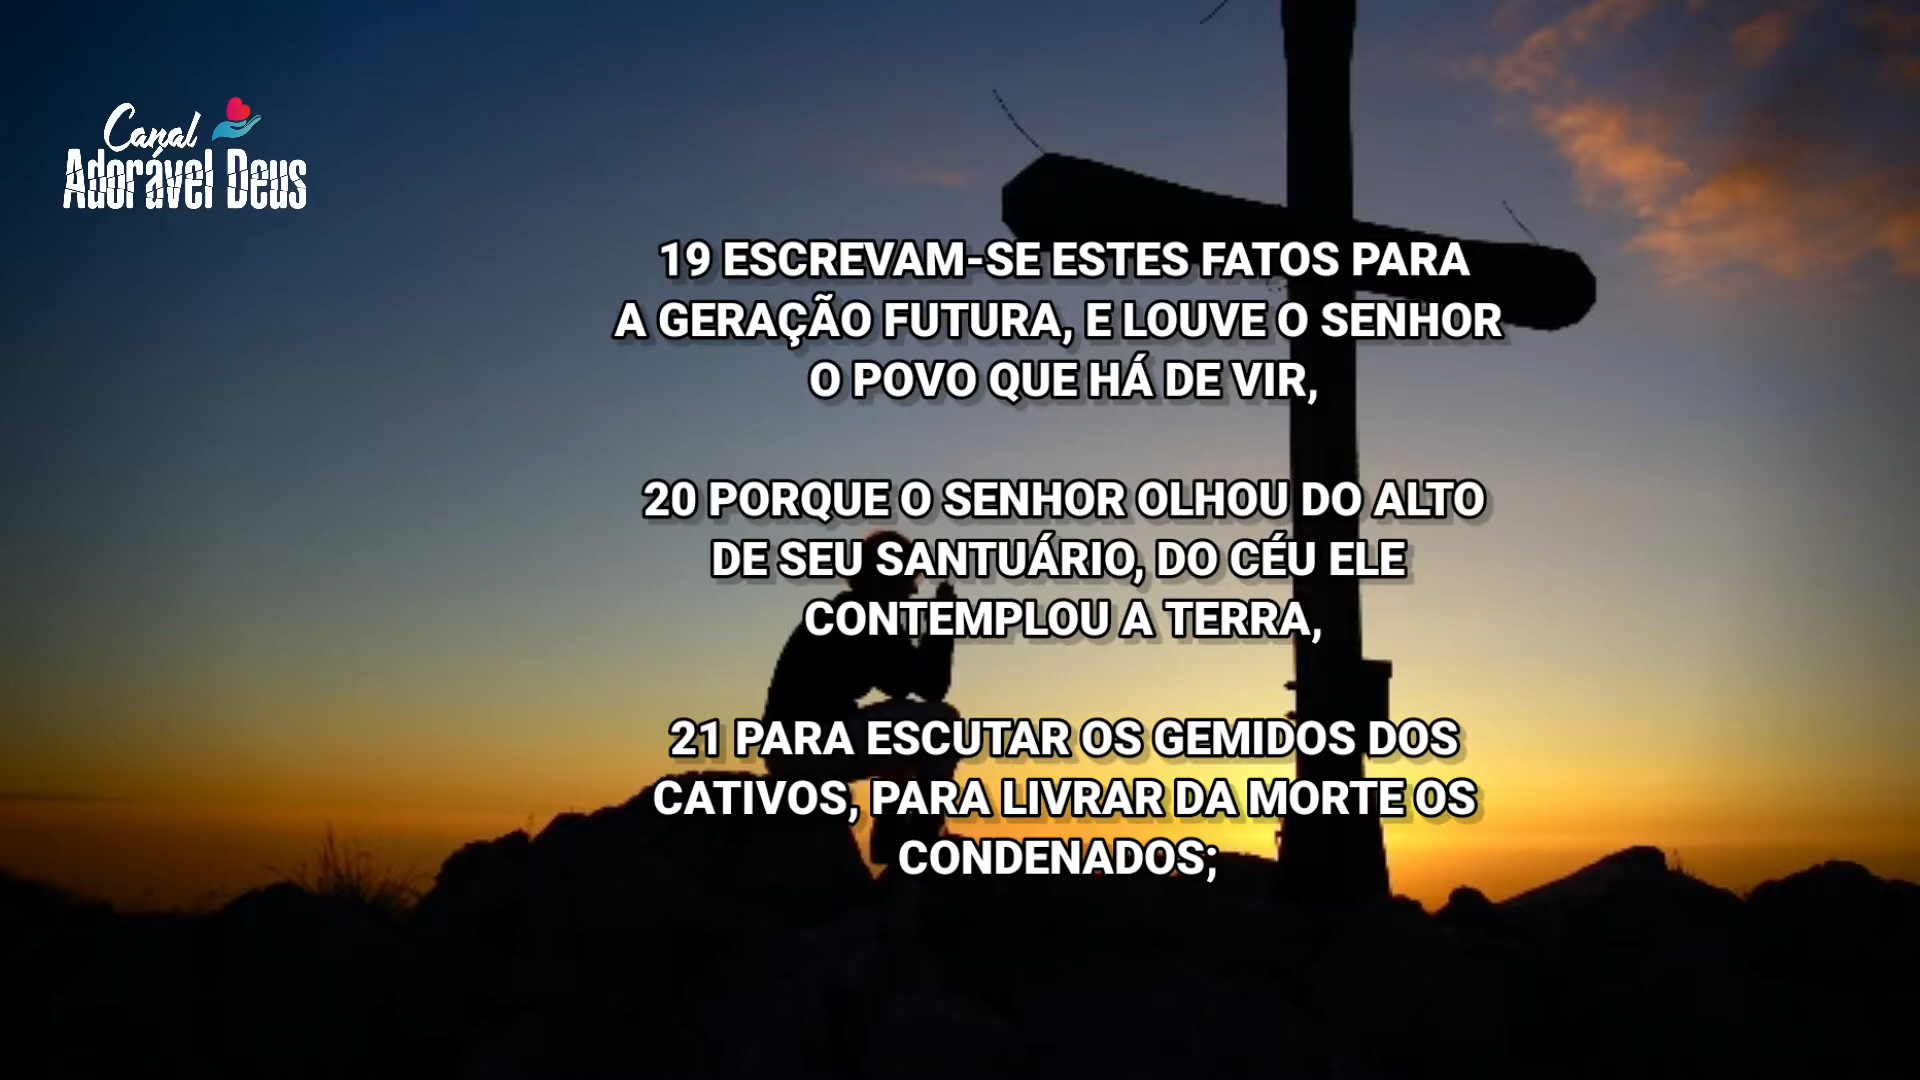 Canal
Adorável Deus
19 ESCREVAM-SE ESTES FATOS PARA
A GERAÇÃO FUTURA, E LOUVE O SENHOR
O POVO QUE HÁ DE VIR,
20 PORQUE O SENHOR OLHOU DO ALTO
DE SEU SANTUÁRIO, DO CÉU ELE
CONTEMPLOU A TERRA,
21 PARA ESCUTAR OS GEMIDOS DOS
CATIVOS, PARA LIVRAR DA MORTE OS
CONDENADOS;